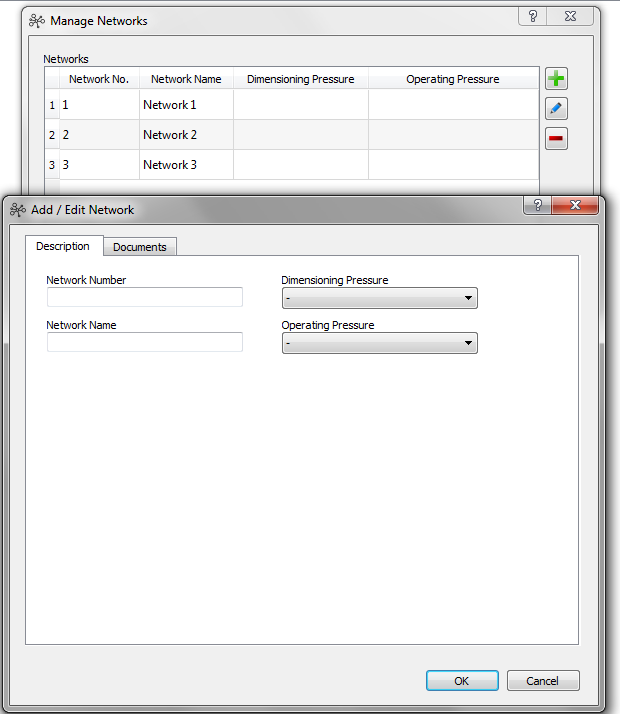 Manage Networks
Networks
Network No. Network Name Dimensioning Pressure Operating Pressure
1 1 Network 1
2 2 Network 2
3 3 Network 3
Add / Edit Network
Description Documents
Network Number Dimensioning Pressure
-
Network Name Operating Pressure
-
OK Cancel